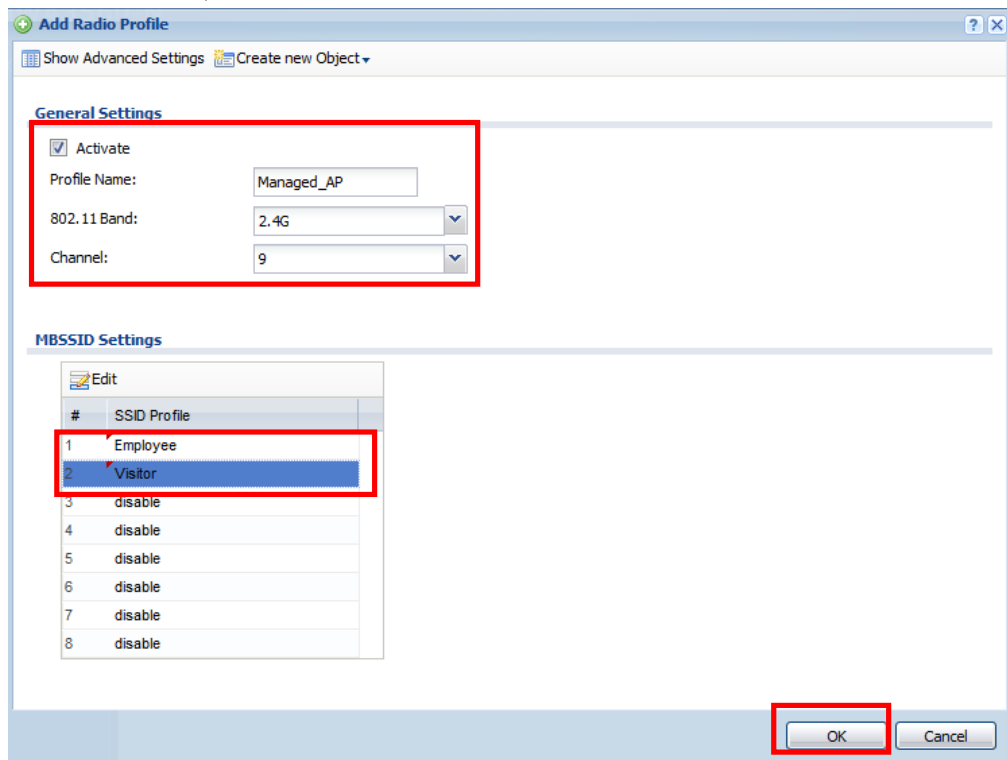 Add Radio Profile
Show Advanced Settings Create new Object
General Settings
Activate
Profile Name: Managed_AP
802.11 Band: 2.4G
Channel: 9
MBSSID Settings
Edit
# SSID Profile
1 Employee
2 Visitor
3 disable
4 disable
5 disable
6 disable
7 disable
8 disable
OK Cancel